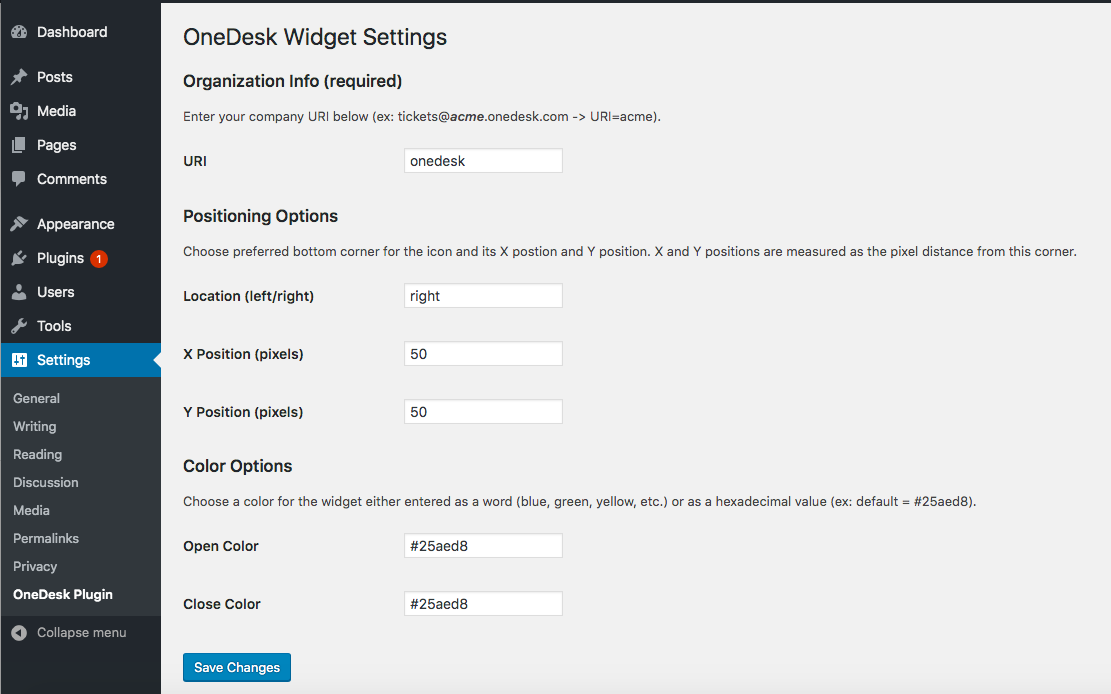 Dashboard
Posts
Media
Pages
Comments
Appearance
Plugins 1
Users
Tools
Settings
General
Writing
Reading
Discussion
Media
Permalinks
Privacy
OneDesk Plugin
Collapse menu
OneDesk Widget Settings
Organization Info (required)
Enter your company URI below (ex: tickets@acme.onedesk.com -> URI=acme).
URI onedesk
Positioning Options
Choose preferred bottom corner for the icon and its X postion and Y position. X and Y positions are measured as the pixel distance from this corner.
Location (left/right) right
X Position (pixels) 50
Y Position (pixels) 50
Color Options
Choose a color for the widget either entered as a word (blue, green, yellow, etc.) or as a hexadecimal value (ex: default = #25aed8).
Open Color #25aed8
Close Color #25aed8
Save Changes